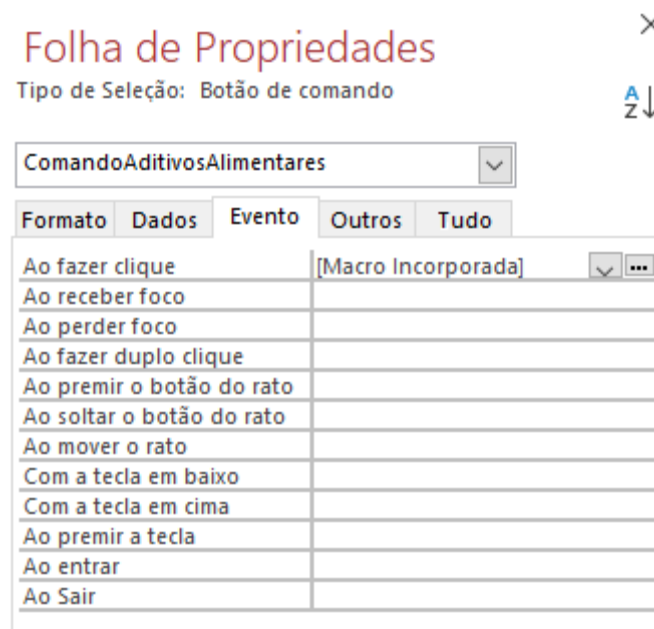 Folha de Propriedades
Tipo de Seleção: Botão de comando
AZ
ComandoAditivosAlimentares
Formato Dados Evento Outros Tudo
Ao fazer clique [Macro Incorporada]
Ao receber foco
Ao perder foco
Ao fazer duplo clique
Ao premir o botão do rato
Ao soltar o botão do rato
Ao mover o rato
Com a tecla em baixo
Com a tecla em cima
Ao premir a tecla
Ao entrar
Ao Sair